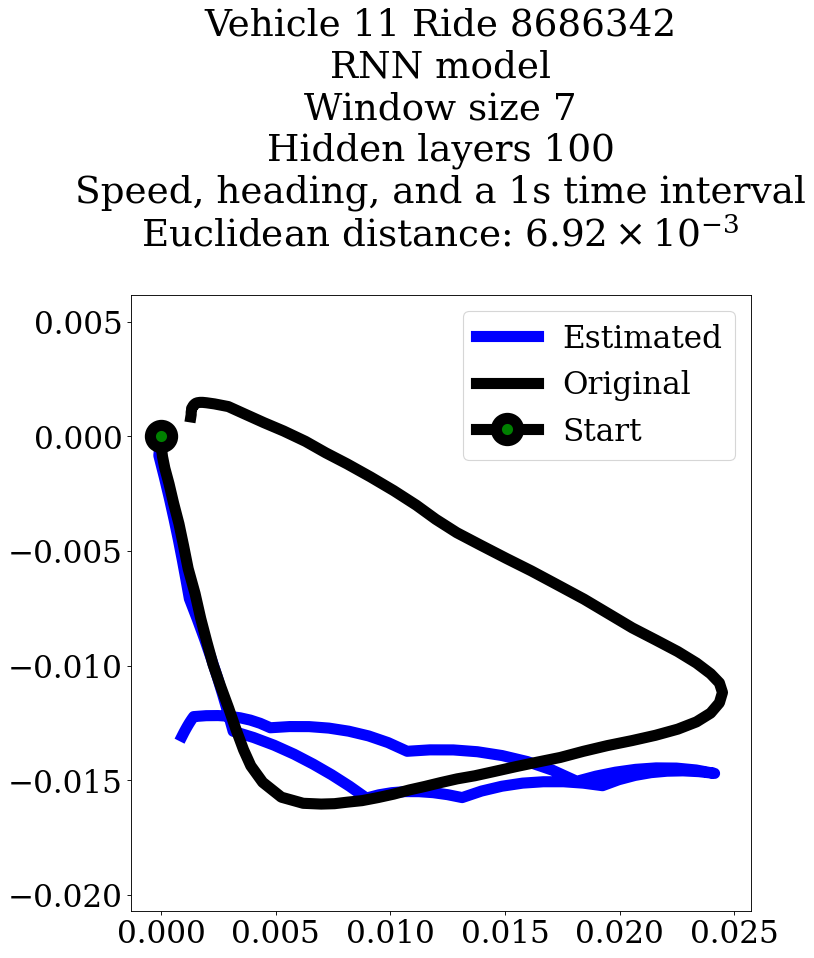 Vehicle 11 Ride 8686342
RNN model
Window size 7
Hidden layers 100
Speed, heading, and a 1s time interval
Euclidean distance: 6.92 × 10⁻³
Estimated
Original
Start
0.005
0.000
−0.005
−0.010
−0.015
−0.020
0.000 0.005 0.010 0.015 0.020 0.025